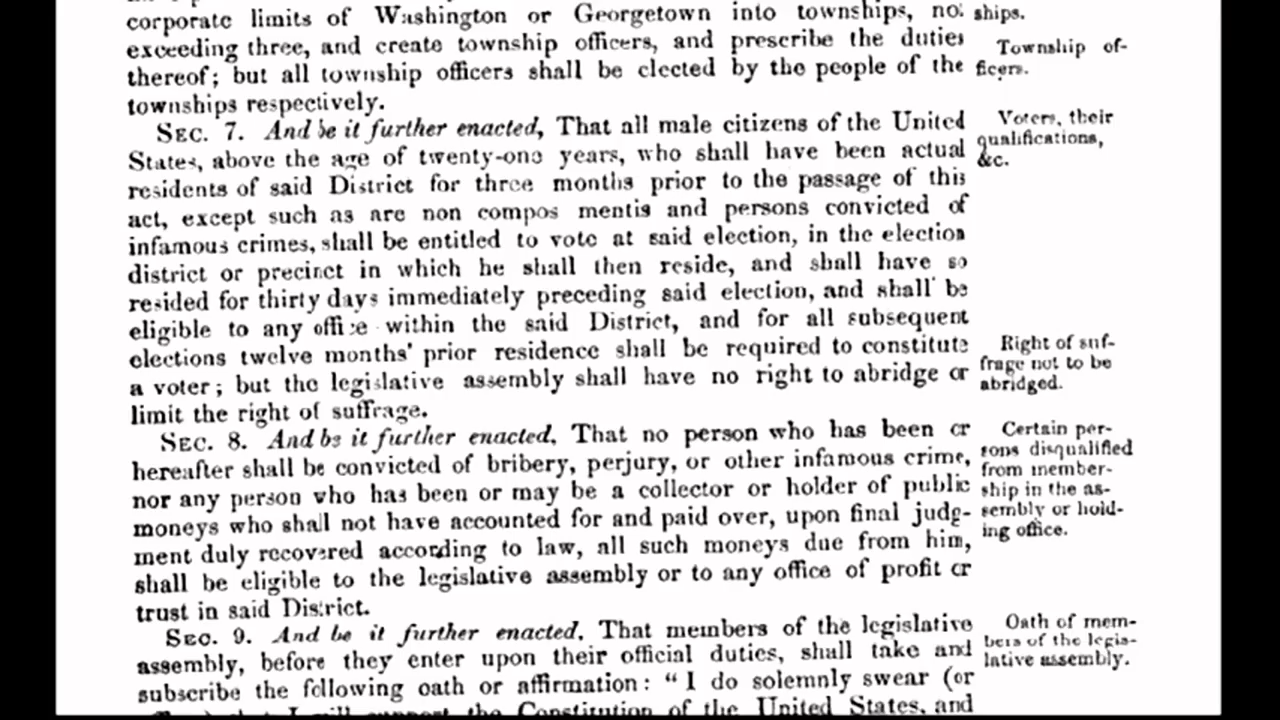 corporate limits of Washington or Georgetown into townships, not
exceeding three, and create township officers, and prescribe the duties
thereof; but all township officers shall be elected by the people of the
townships respectively.
SEC. 7. And be it further enacted, That all male citizens of the United
States, above the age of twenty-one years, who shall have been actual
residents of said District for three months prior to the passage of this
act, except such as are non compos mentis and persons convicted of
infamous crimes, shall be entitled to vote at said election, in the election
district or precinct in which he shall then reside, and shall have so
resided for thirty days immediately preceding said election, and shall be
eligible to any office within the said District, and for all subsequent
elections twelve months' prior residence shall be required to constitute
a voter; but the legislative assembly shall have no right to abridge or
limit the right of suffrage.
SEC. 8. And be it further enacted, That no person who has been or
hereafter shall be convicted of bribery, perjury, or other infamous crime,
nor any person who has been or may be a collector or holder of public
moneys who shall not have accounted for and paid over, upon final judg-
ment duly recovered according to law, all such moneys due from him,
shall be eligible to the legislative assembly or to any office of profit or
trust in said District.
SEC. 9. And be it further enacted, That members of the legislative
assembly, before they enter upon their official duties, shall take and
subscribe the following oath or affirmation: "I do solemnly swear (or
that I will support the Constitution of the United States, and
ships.
Township of-
ficers.
Voters, their
qualifications,
&c.
Right of suf-
frage not to be
abridged.
Certain per-
sons disqualified
from member-
ship in the as-
sembly or hold-
ing office.
Oath of mem-
bers of the legis-
lative assembly.